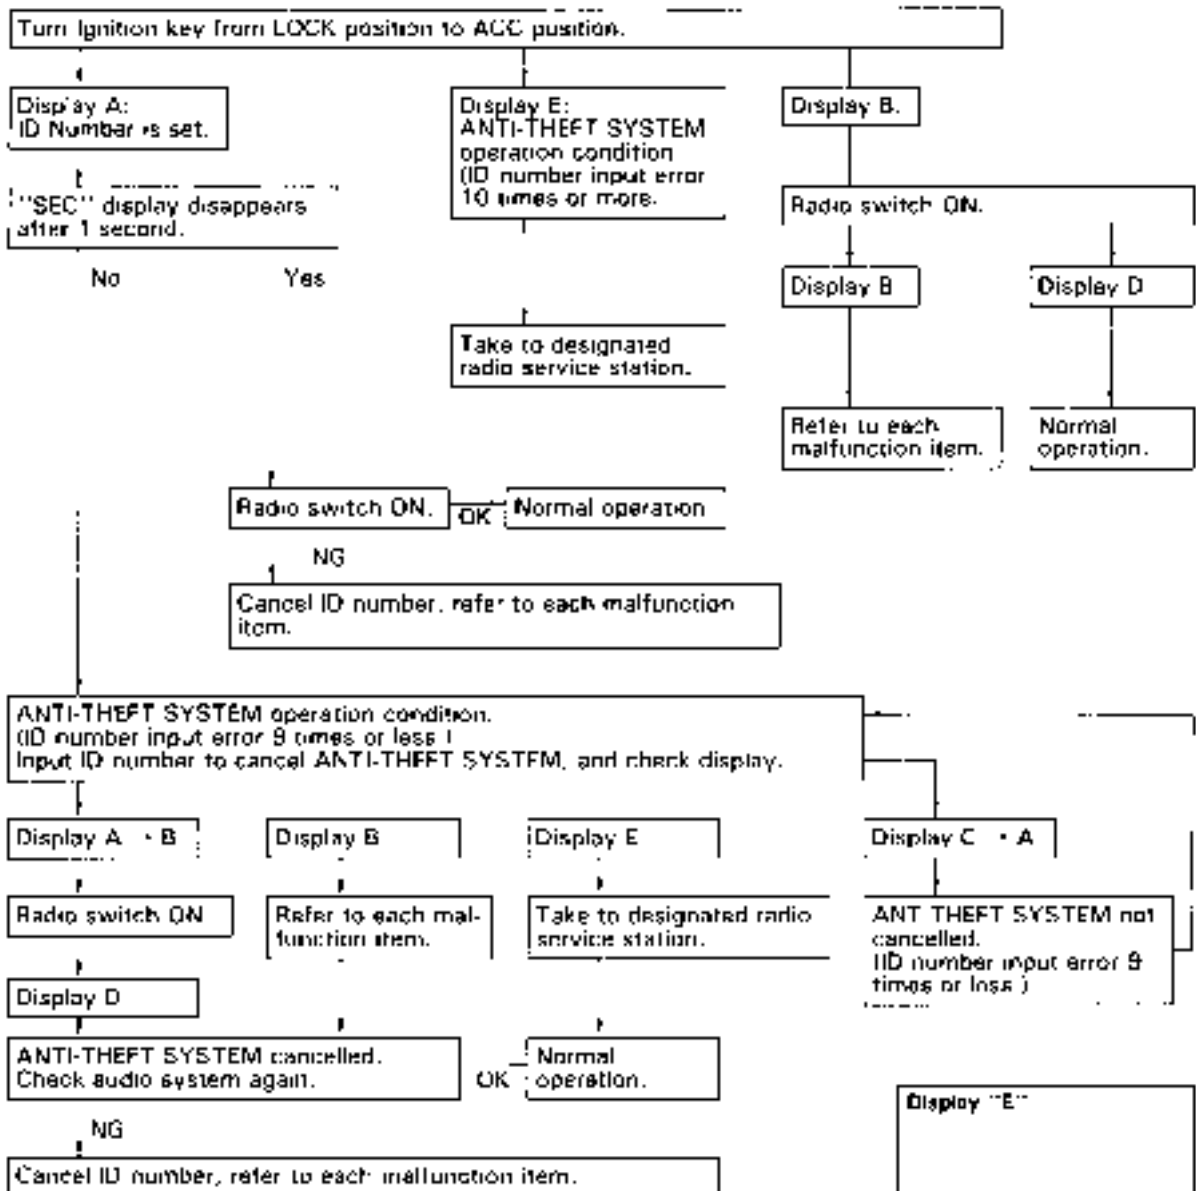 Turn Ignition key from LOCK position to ACC position.
Display A:
ID Number is set.
Display E:
ANTI-THEFT SYSTEM
operation condition
(ID number input error
10 times or more.
Display B.
"SEC" display disappears
after 1 second.
Radio switch ON.
No
Yes
Display B
Display D
Take to designated
radio service station.
Refer to each
malfunction item.
Normal
operation.
Radio switch ON.
OK
Normal operation
NG
Cancel ID number, refer to each malfunction
item.
ANTI-THEFT SYSTEM operation condition.
(ID number input error 9 times or less.)
Input ID number to cancel ANTI-THEFT SYSTEM, and check display.
Display A → B
Display B
Display E
Display C → A
Radio switch ON
Refer to each mal-
function item.
Take to designated radio
service station.
ANT THEFT SYSTEM not
cancelled.
(ID number input error 9
times or less.)
Display D
ANTI-THEFT SYSTEM cancelled.
Check audio system again.
OK
Normal
operation.
Display "E"
NG
Cancel ID number, refer to each malfunction item.